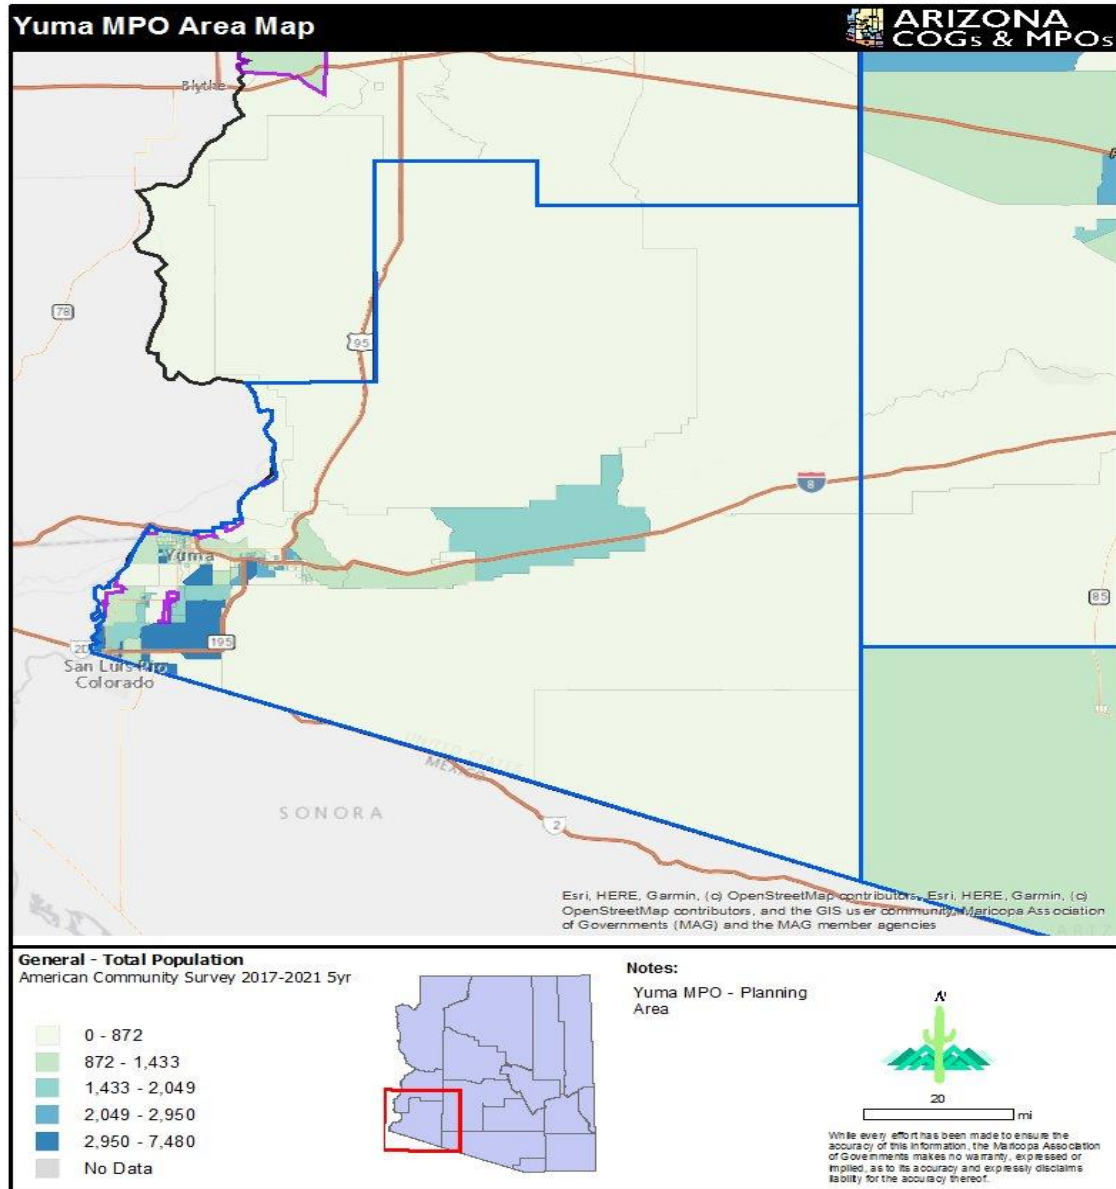 Yuma MPO Area Map
ARIZONA
COGs & MPOs
Blythe
78
95
8
Yuma
85
195
San Luis Río
Colorado
UNITED STATES
MEXICO
SONORA
2
Esri, HERE, Garmin, (c) OpenStreetMap contributors, Esri, HERE, Garmin, (c)
OpenStreetMap contributors, and the GIS user community, Maricopa Association
of Governments (MAG) and the MAG member agencies
General - Total Population
American Community Survey 2017-2021 5yr
0 - 872
872 - 1,433
1,433 - 2,049
2,049 - 2,950
2,950 - 7,480
No Data
Notes:
Yuma MPO - Planning
Area
N
20
mi
While every effort has been made to ensure the
accuracy of this information, the Maricopa Association
of Governments makes no warranty, expressed or
implied, as to its accuracy and expressly disclaims
liability for the accuracy thereof.